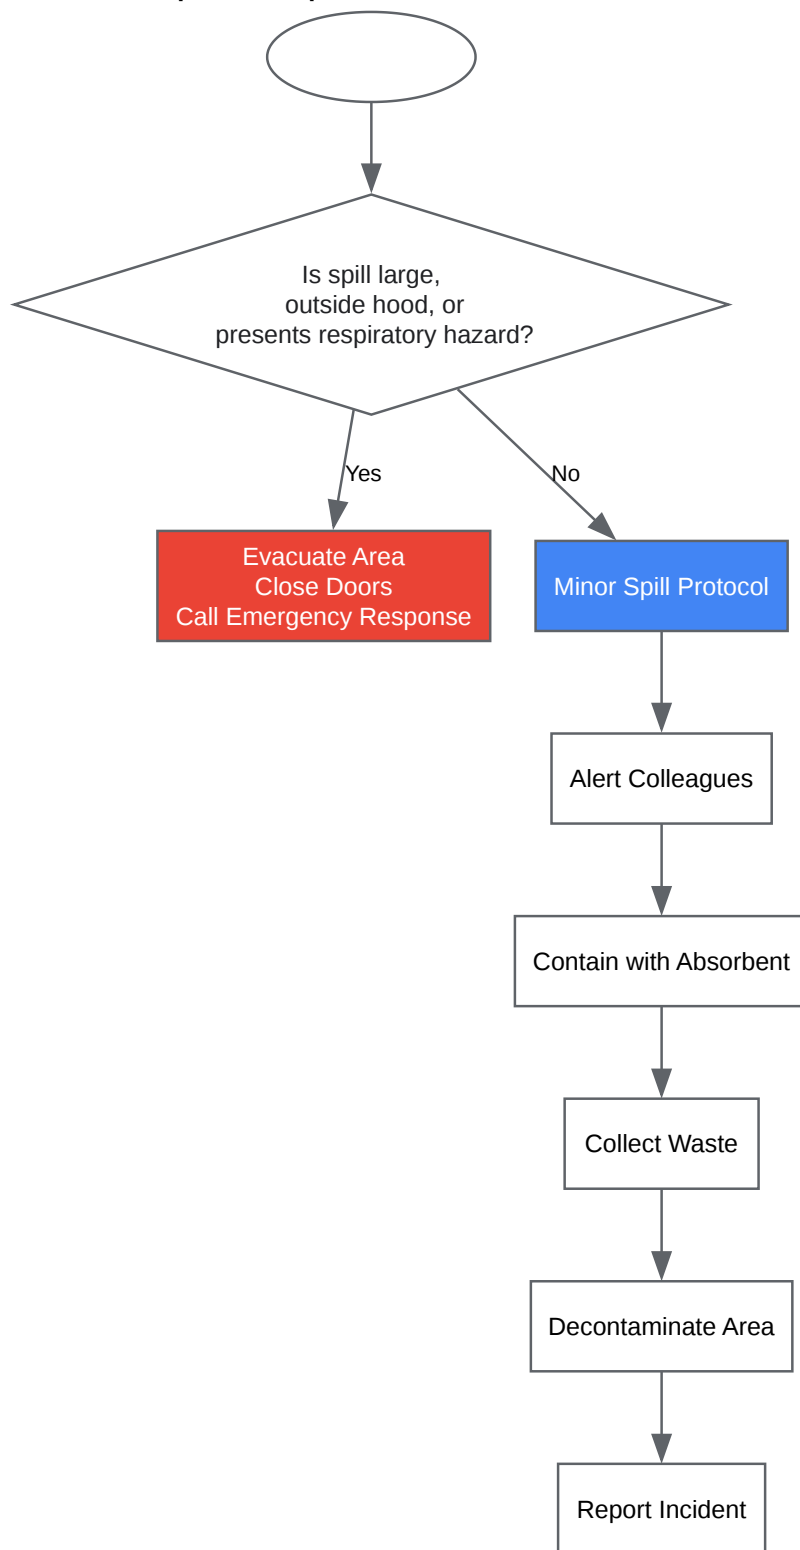 Is spill large,
outside hood, or
presents respiratory hazard?
Yes
No
Evacuate Area
Close Doors
Call Emergency Response
Minor Spill Protocol
Alert Colleagues
Contain with Absorbent
Collect Waste
Decontaminate Area
Report Incident